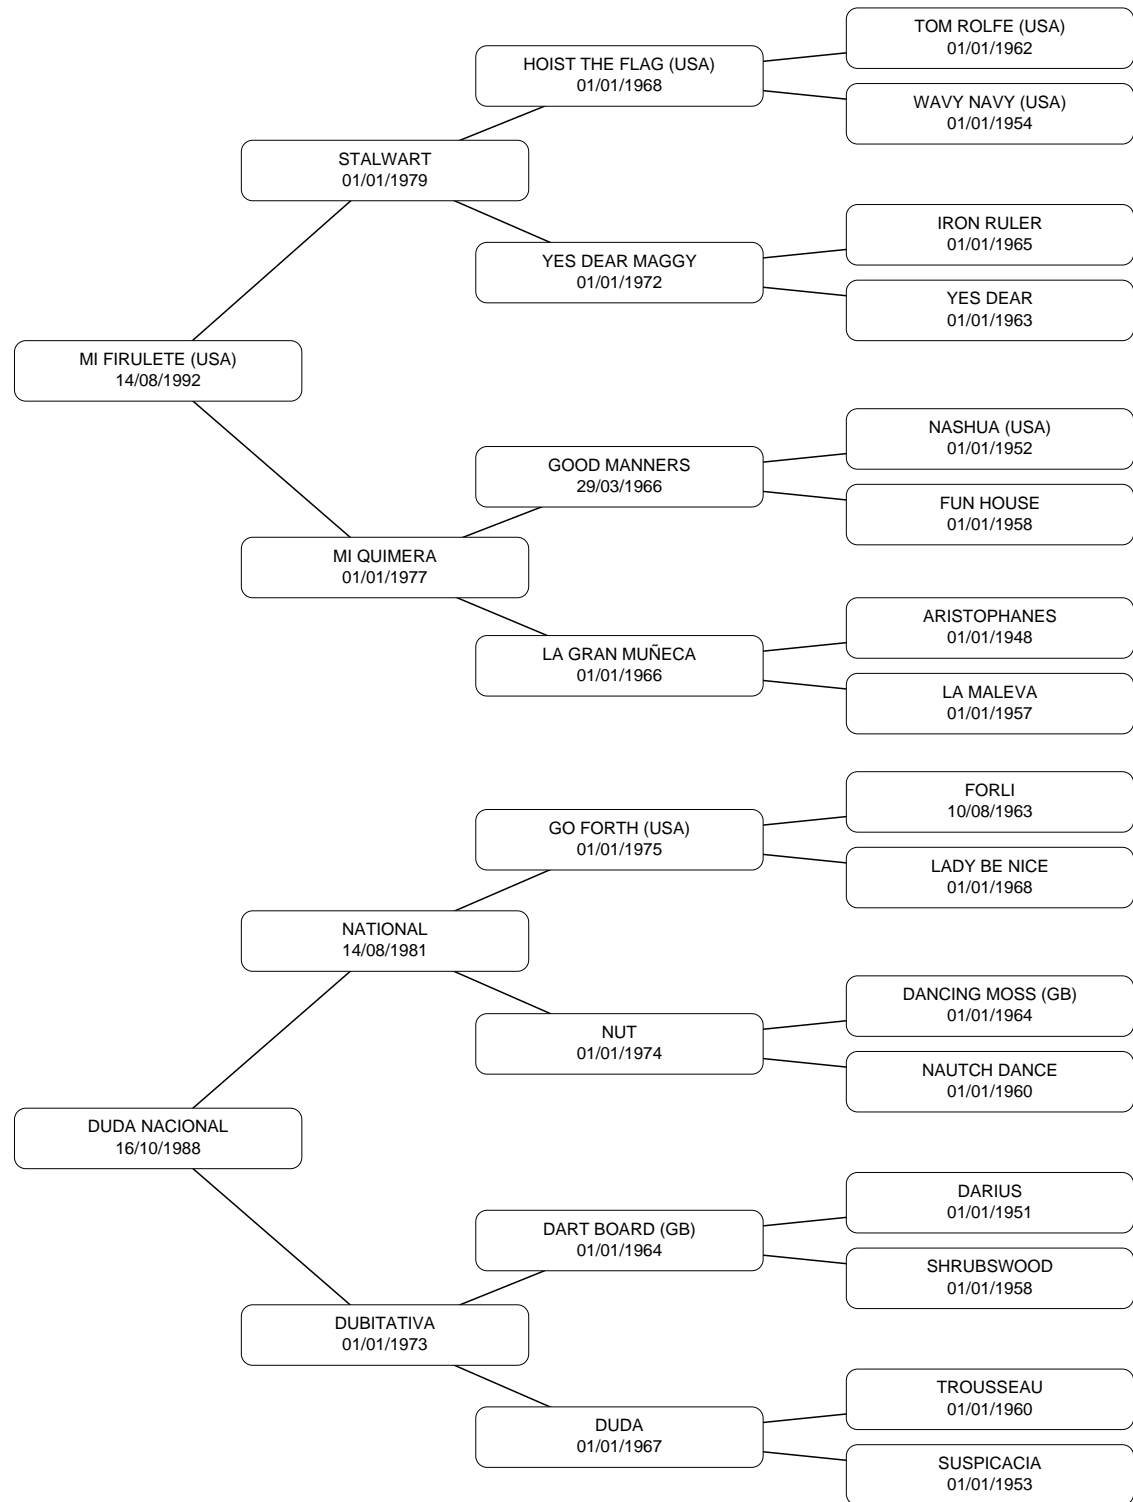 TOM ROLFE (USA)
01/01/1962
HOIST THE FLAG (USA)
01/01/1968
WAVY NAVY (USA)
01/01/1954
STALWART
01/01/1979
IRON RULER
01/01/1965
YES DEAR MAGGY
01/01/1972
YES DEAR
01/01/1963
MI FIRULETE (USA)
14/08/1992
NASHUA (USA)
01/01/1952
GOOD MANNERS
29/03/1966
FUN HOUSE
01/01/1958
MI QUIMERA
01/01/1977
ARISTOPHANES
01/01/1948
LA GRAN MUÑECA
01/01/1966
LA MALEVA
01/01/1957
FORLI
10/08/1963
GO FORTH (USA)
01/01/1975
LADY BE NICE
01/01/1968
NATIONAL
14/08/1981
DANCING MOSS (GB)
01/01/1964
NUT
01/01/1974
NAUTCH DANCE
01/01/1960
DUDA NACIONAL
16/10/1988
DARIUS
01/01/1951
DART BOARD (GB)
01/01/1964
SHRUBSWOOD
01/01/1958
DUBITATIVA
01/01/1973
TROUSSEAU
01/01/1960
DUDA
01/01/1967
SUSPICACIA
01/01/1953